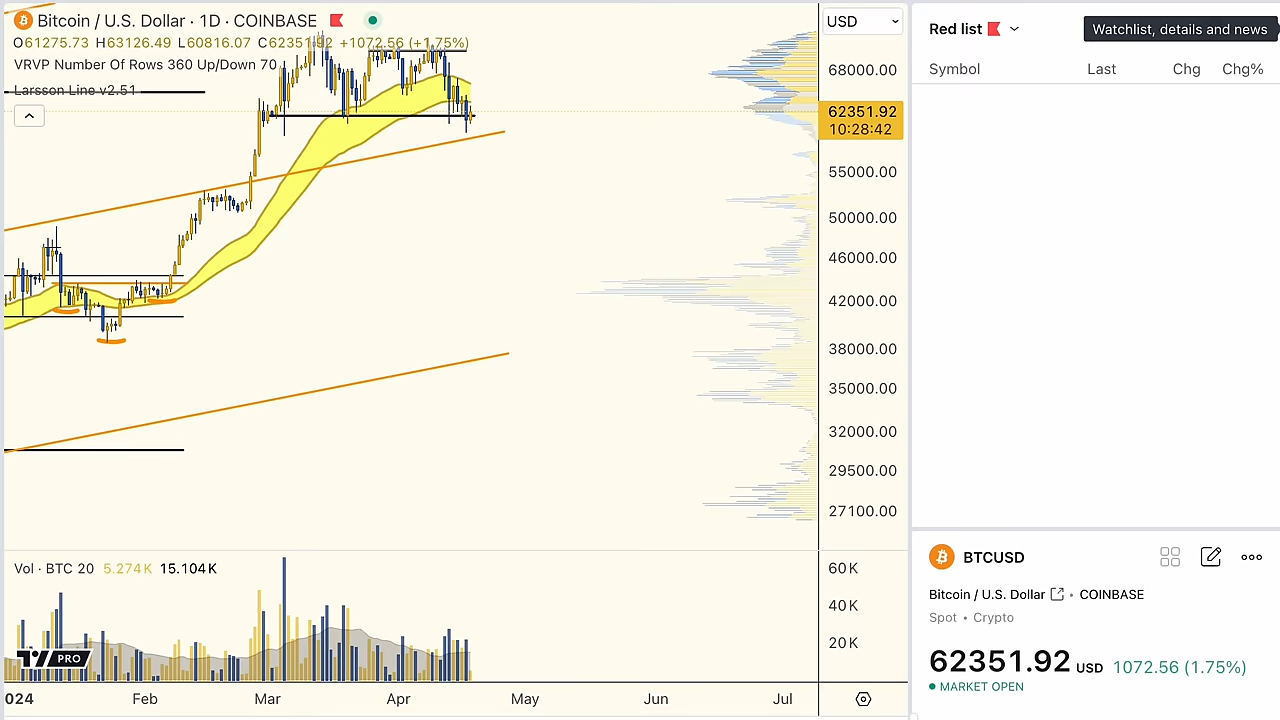 Bitcoin / U.S. Dollar · 1D · COINBASE
O61275.73 H63126.49 L60816.07 C62351.92 +1072.56 (+1.75%)
VRVP Number Of Rows 360 Up/Down 70
Larsson Line v2.51
USD
68000.00
62351.92
10:28:42
55000.00
50000.00
46000.00
42000.00
38000.00
35000.00
32000.00
29500.00
27100.00
Vol · BTC 20 5.274K 15.104K
60K
40K
20K
PRO
024 Feb Mar Apr May Jun Jul
Red list
Watchlist, details and news
Symbol Last Chg Chg%
BTCUSD
Bitcoin / U.S. Dollar • COINBASE
Spot • Crypto
62351.92 USD 1072.56 (1.75%)
MARKET OPEN